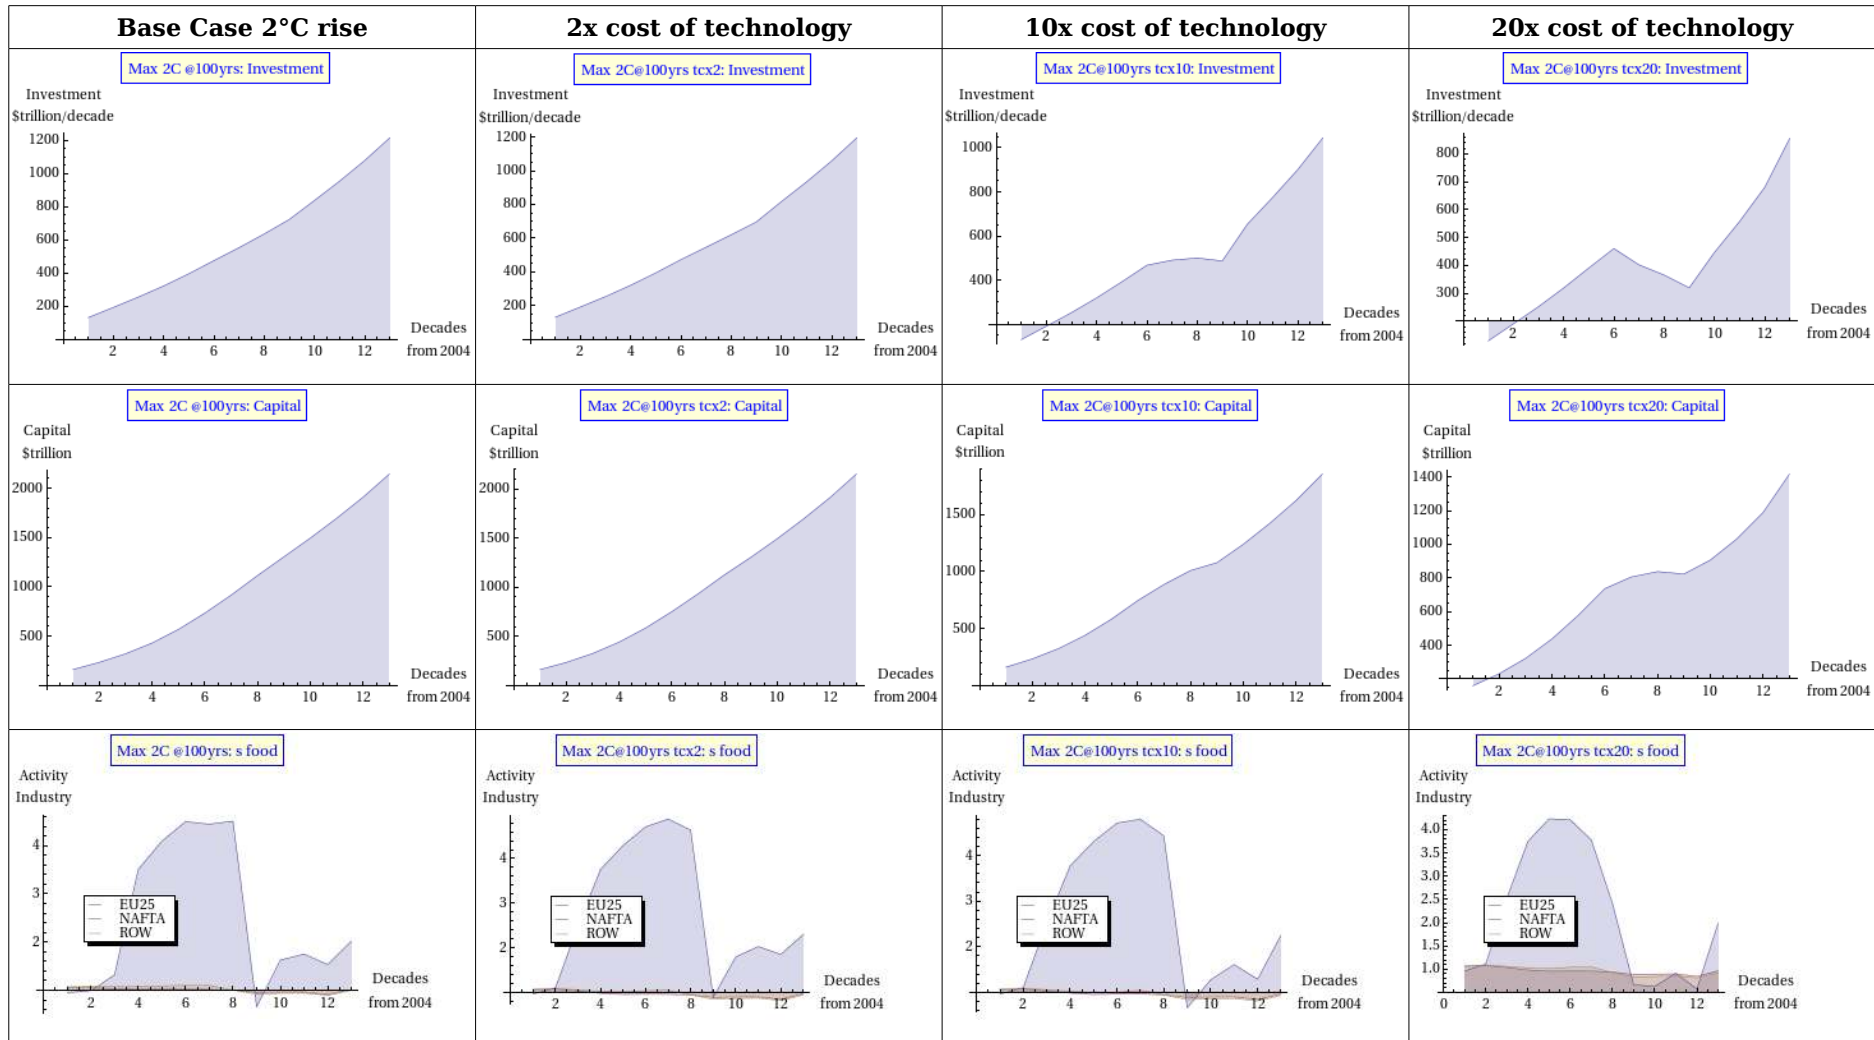 Base Case 2°C rise
2x cost of technology
10x cost of technology
20x cost of technology
Max 2C @100yrs: Investment
Investment
$trillion/decade
1200
1000
800
600
400
200
2 4 6 8 10 12
Decades
from 2004
Max 2C@100yrs tcx2: Investment
Investment
$trillion/decade
1200
1000
800
600
400
200
2 4 6 8 10 12
Decades
from 2004
Max 2C@100yrs tcx10: Investment
Investment
$trillion/decade
1000
800
600
400
2 4 6 8 10 12
Decades
from 2004
Max 2C@100yrs tcx20: Investment
Investment
$trillion/decade
800
700
600
500
400
300
2 4 6 8 10 12
Decades
from 2004
Max 2C @100yrs: Capital
Capital
$trillion
2000
1500
1000
500
2 4 6 8 10 12
Decades
from 2004
Max 2C@100yrs tcx2: Capital
Capital
$trillion
2000
1500
1000
500
2 4 6 8 10 12
Decades
from 2004
Max 2C@100yrs tcx10: Capital
Capital
$trillion
1500
1000
500
2 4 6 8 10 12
Decades
from 2004
Max 2C@100yrs tcx20: Capital
Capital
$trillion
1400
1200
1000
800
600
400
2 4 6 8 10 12
Decades
from 2004
Max 2C @100yrs: s food
Activity
Industry
4
3
2
EU25
NAFTA
ROW
2 4 6 8 10 12
Decades
from 2004
Max 2C@100yrs tcx2: s food
Activity
Industry
4
3
2
EU25
NAFTA
ROW
2 4 6 8 10 12
Decades
from 2004
Max 2C@100yrs tcx10: s food
Activity
Industry
4
3
2
EU25
NAFTA
ROW
2 4 6 8 10 12
Decades
from 2004
Max 2C@100yrs tcx20: s food
Activity
Industry
4.0
3.5
3.0
2.5
2.0
1.5
1.0
EU25
NAFTA
ROW
0 2 4 6 8 10 12
Decades
from 2004